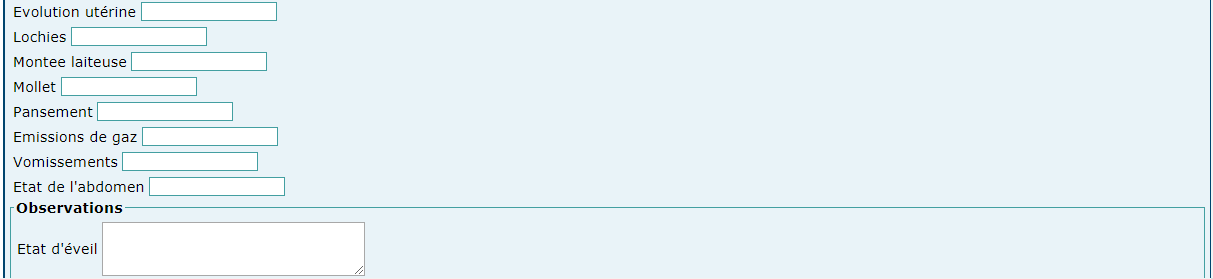 Evolution utérine
Lochies
Montee laiteuse
Mollet
Pansement
Emissions de gaz
Vomissements
Etat de l'abdomen
Observations
Etat d'éveil